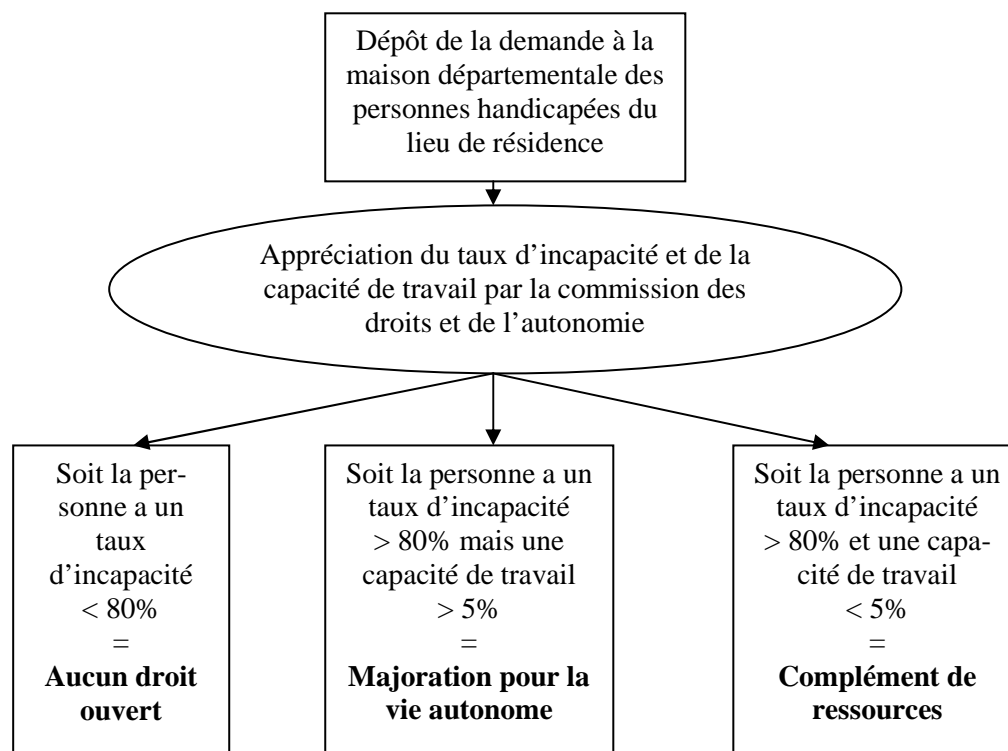 Dépôt de la demande à la
maison départementale des
personnes handicapées du
lieu de résidence
Appréciation du taux d’incapacité et de la
capacité de travail par la commission des
droits et de l’autonomie
Soit la per-
sonne a un
taux
d’incapacité
< 80%
=
Aucun droit
ouvert
Soit la personne a un
taux d’incapacité
> 80% mais une
capacité de travail
> 5%
=
Majoration pour la
vie autonome
Soit la personne a un
taux d’incapacité
> 80% et une capa-
cité de travail
< 5%
=
Complément de
ressources